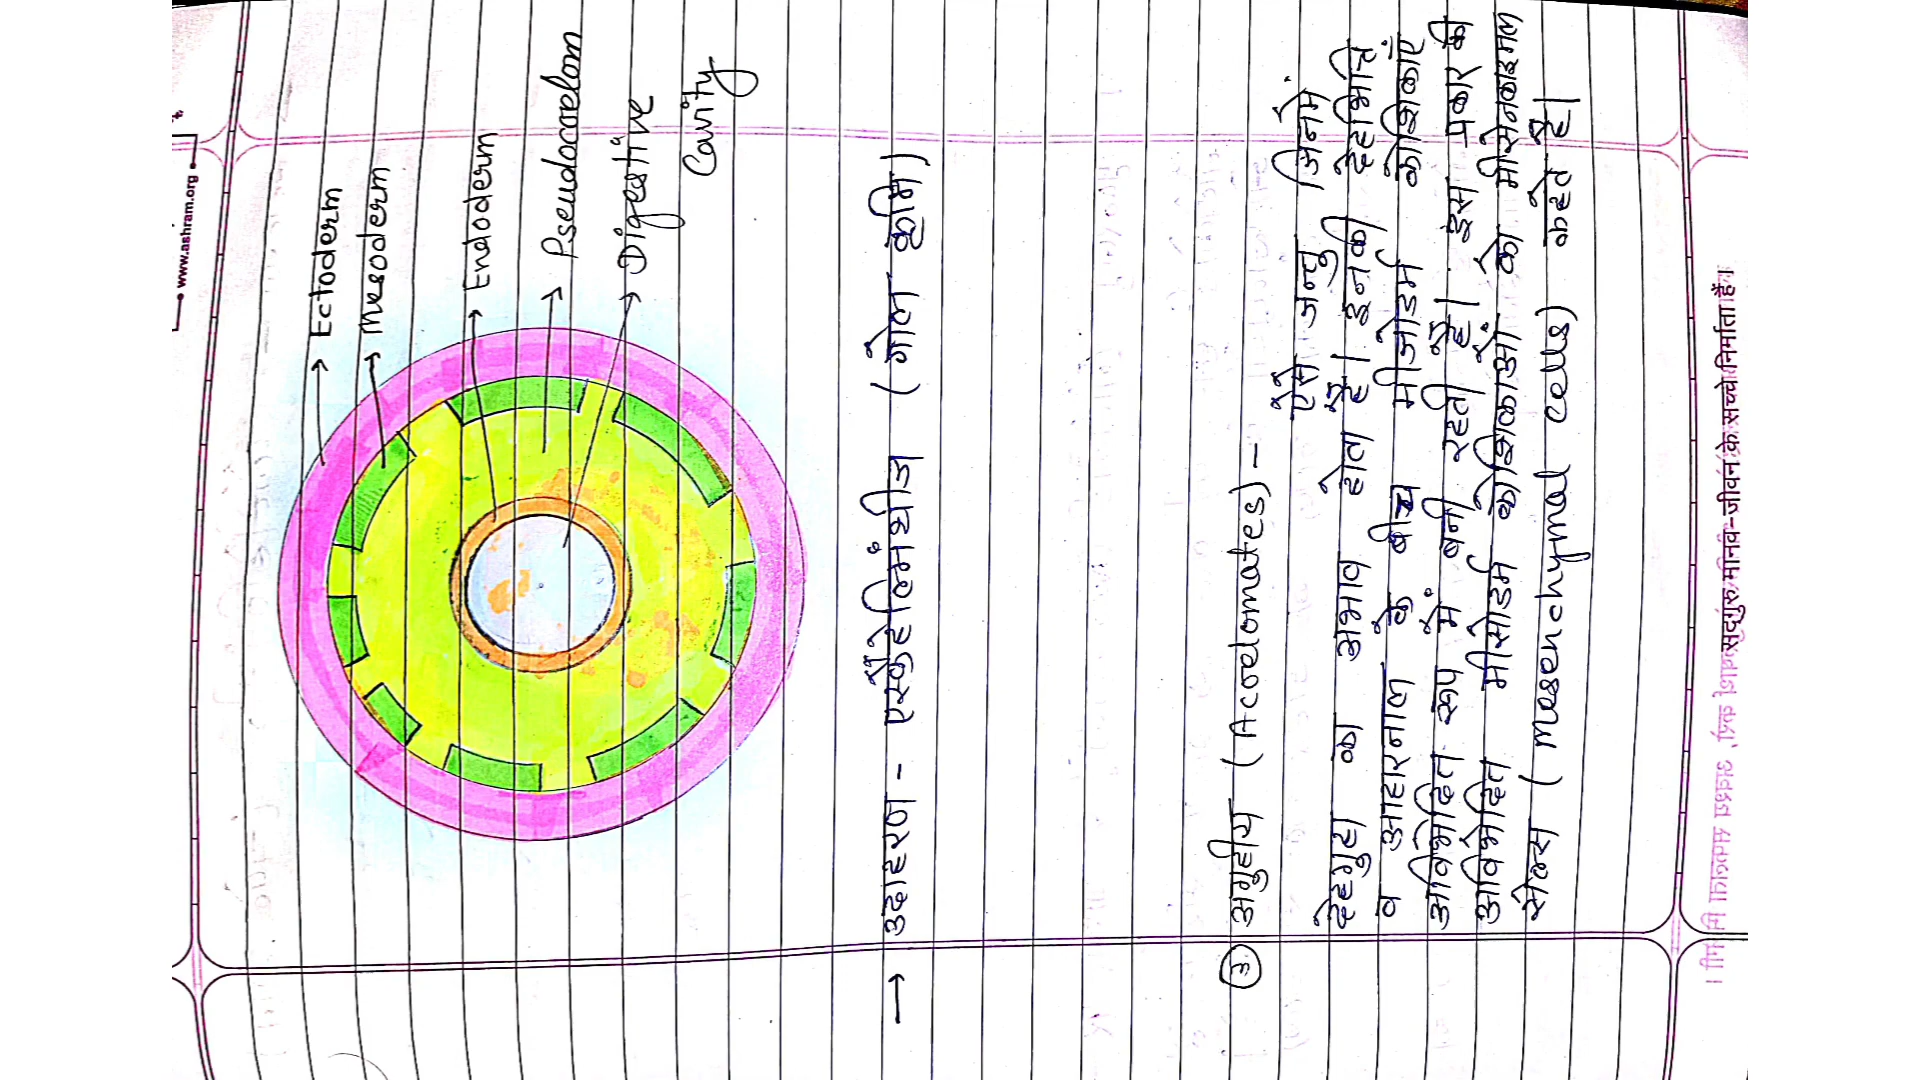 www.ashram.org
Ectoderm
Mesoderm
Endoderm
Pseudocoelom
Digestive
Cavity
→ उदाहरण - एस्केहेल्मिंथीज (गोल कृमि)
③ अगुहीय (Acoelomates) -
ऐसे जन्तु जिनमें
देहगुहा का अभाव होता है। इनकी देहभित्ति
व आहारनाल के बीच मीजोडर्म कोशिकाएँ
अविभेदित रूप में बनी रहती है। इस प्रकार की
अविभेदित मीसोडर्म कोशिकाओं को मीसेनकाइमल
सेल्स (Mesenchymal cells) कहते है।
सद्गुरु मानव-जीवन के सच्चे निर्माता हैं।